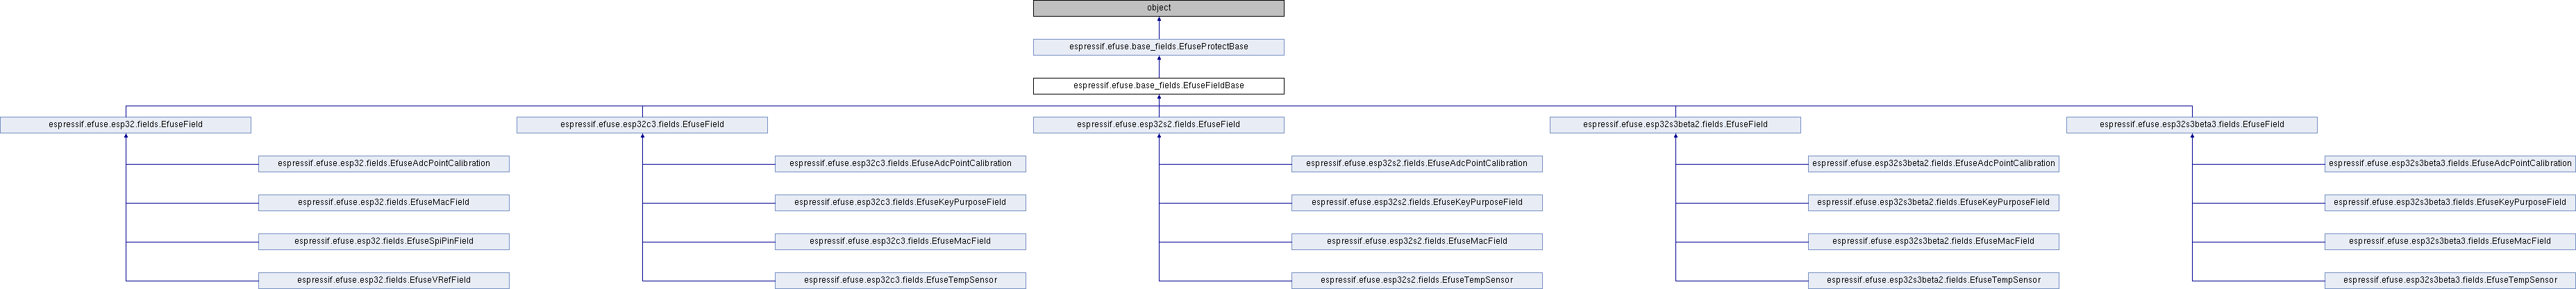 object
espressif.efuse.base_fields.EfuseProtectBase
espressif.efuse.base_fields.EfuseFieldBase
espressif.efuse.esp32.fields.EfuseField
espressif.efuse.esp32c3.fields.EfuseField
espressif.efuse.esp32s2.fields.EfuseField
espressif.efuse.esp32s3beta2.fields.EfuseField
espressif.efuse.esp32s3beta3.fields.EfuseField
espressif.efuse.esp32.fields.EfuseAdcPointCalibration
espressif.efuse.esp32c3.fields.EfuseAdcPointCalibration
espressif.efuse.esp32s2.fields.EfuseAdcPointCalibration
espressif.efuse.esp32s3beta2.fields.EfuseAdcPointCalibration
espressif.efuse.esp32s3beta3.fields.EfuseAdcPointCalibration
espressif.efuse.esp32.fields.EfuseMacField
espressif.efuse.esp32c3.fields.EfuseKeyPurposeField
espressif.efuse.esp32s2.fields.EfuseKeyPurposeField
espressif.efuse.esp32s3beta2.fields.EfuseKeyPurposeField
espressif.efuse.esp32s3beta3.fields.EfuseKeyPurposeField
espressif.efuse.esp32.fields.EfuseSpiPinField
espressif.efuse.esp32c3.fields.EfuseMacField
espressif.efuse.esp32s2.fields.EfuseMacField
espressif.efuse.esp32s3beta2.fields.EfuseMacField
espressif.efuse.esp32s3beta3.fields.EfuseMacField
espressif.efuse.esp32.fields.EfuseVRefField
espressif.efuse.esp32c3.fields.EfuseTempSensor
espressif.efuse.esp32s2.fields.EfuseTempSensor
espressif.efuse.esp32s3beta2.fields.EfuseTempSensor
espressif.efuse.esp32s3beta3.fields.EfuseTempSensor